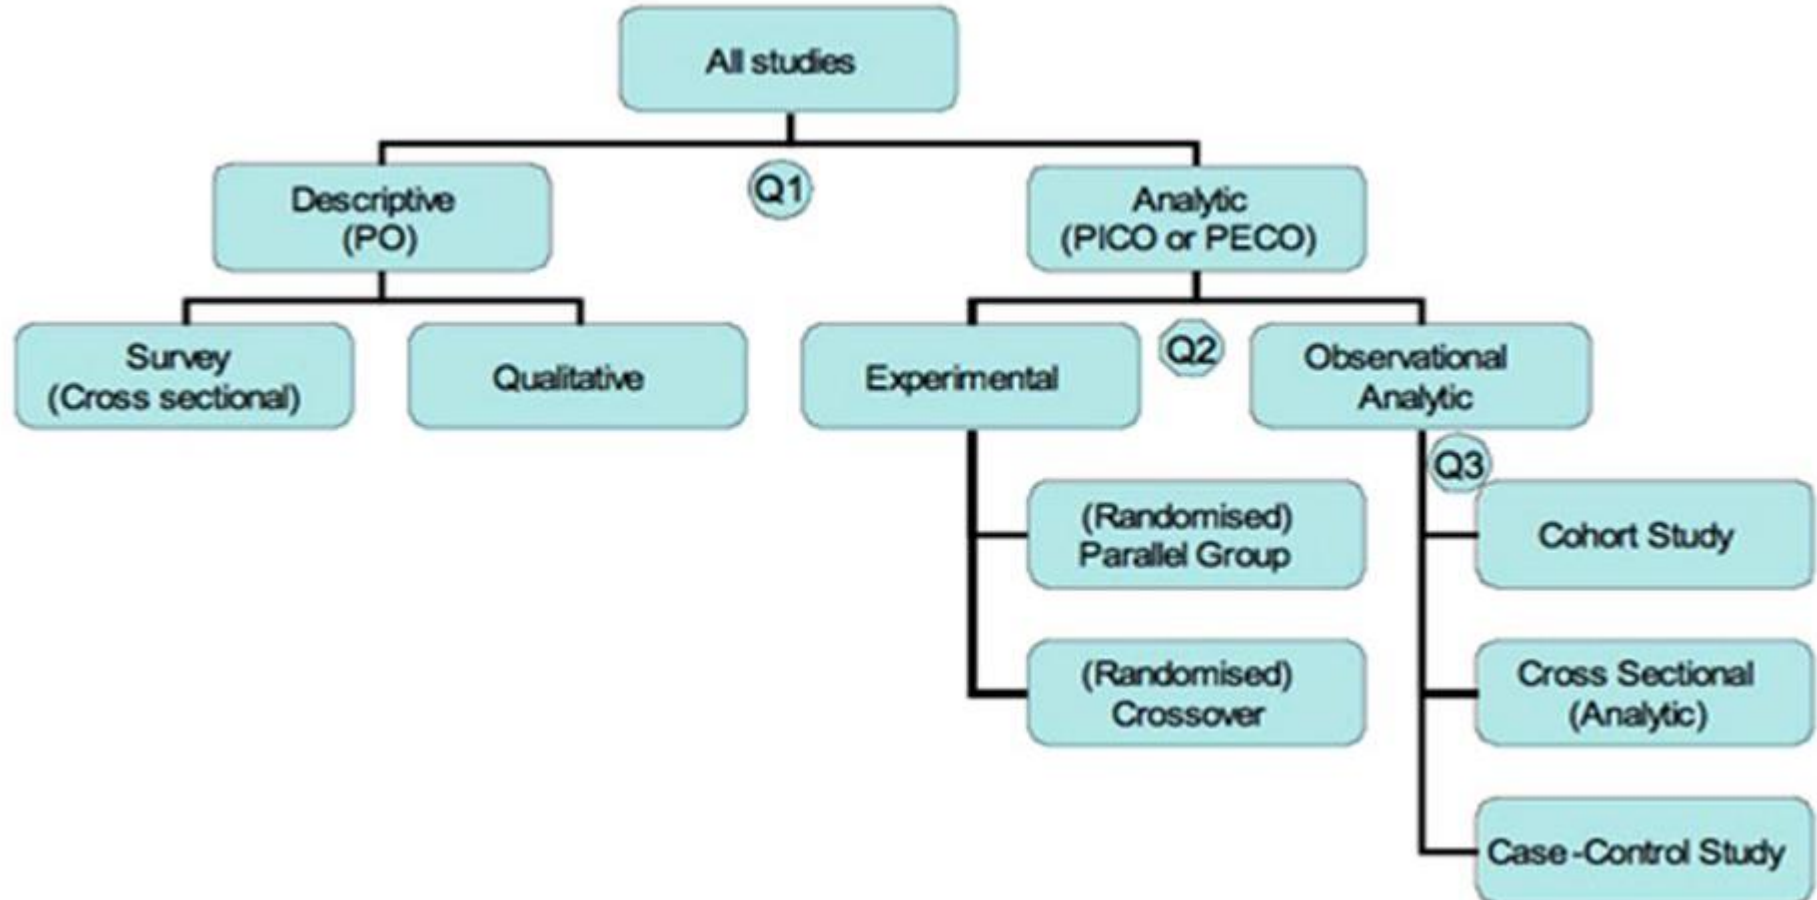 All studies
Descriptive
(PO)
Q1
Analytic
(PICO or PECO)
Survey
(Cross sectional)
Qualitative
Experimental
Q2
Observational
Analytic
Q3
(Randomised)
Parallel Group
Cohort Study
(Randomised)
Crossover
Cross Sectional
(Analytic)
Case-Control Study